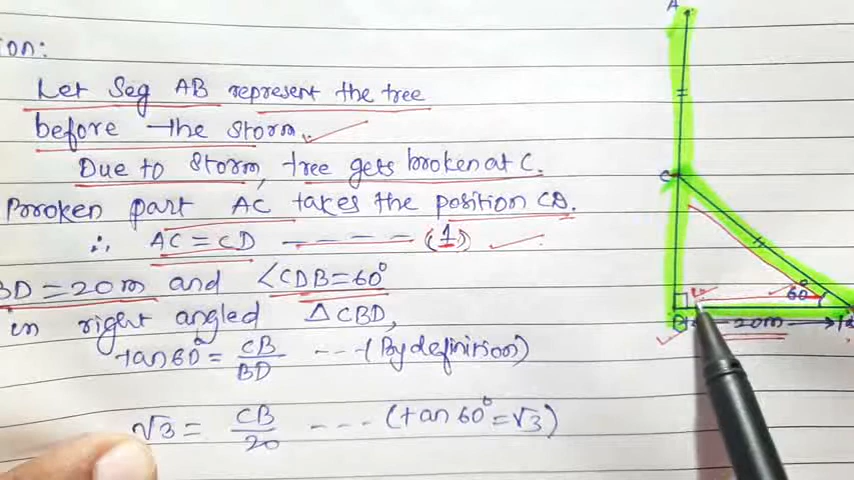 ion:
Let Seg AB represent the tree
before the storm.
Due to storm, tree gets broken at C.
Broken part AC takes the position CD.
∴ AC = CD ---- (1)
BD = 20m and ∠CDB = 60°
in right angled ΔCBD,
tan 60° = CB/BD --- (By definition)
√3 = CB/20 --- (tan 60° = √3)
A
C
60°
B
20m